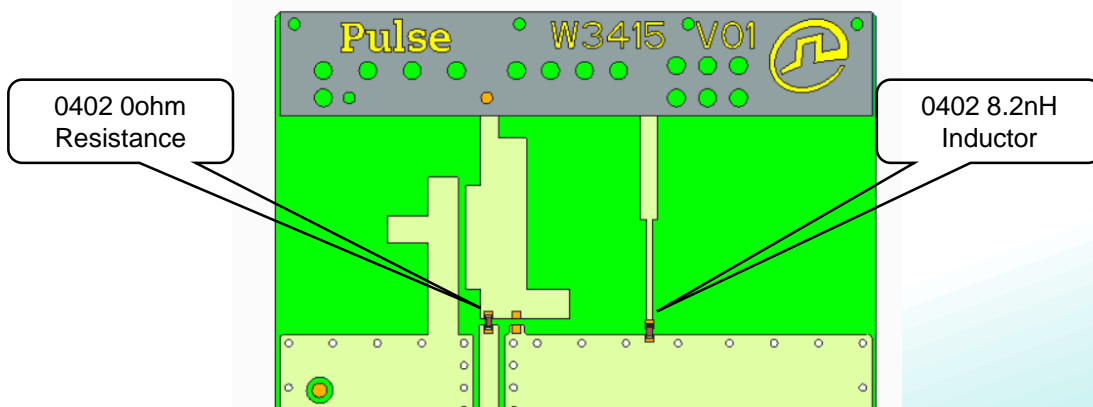 Pulse W3415 V01
0402 0ohm
Resistance
0402 8.2nH
Inductor